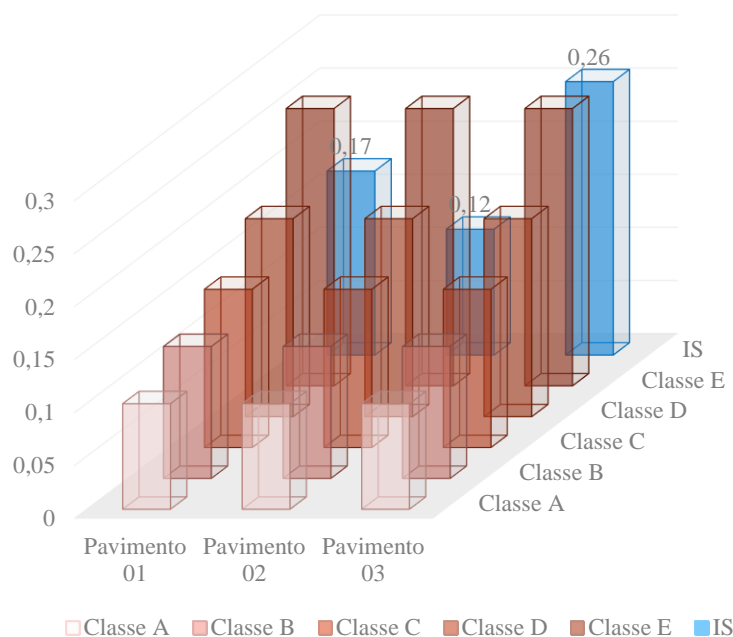 0,26
0,17
0,12
0,3
0,25
0,2
0,15
0,1
0,05
0
IS
Classe E
Classe D
Classe C
Classe B
Classe A
Pavimento 01
Pavimento 02
Pavimento 03
Classe A Classe B Classe C Classe D Classe E IS